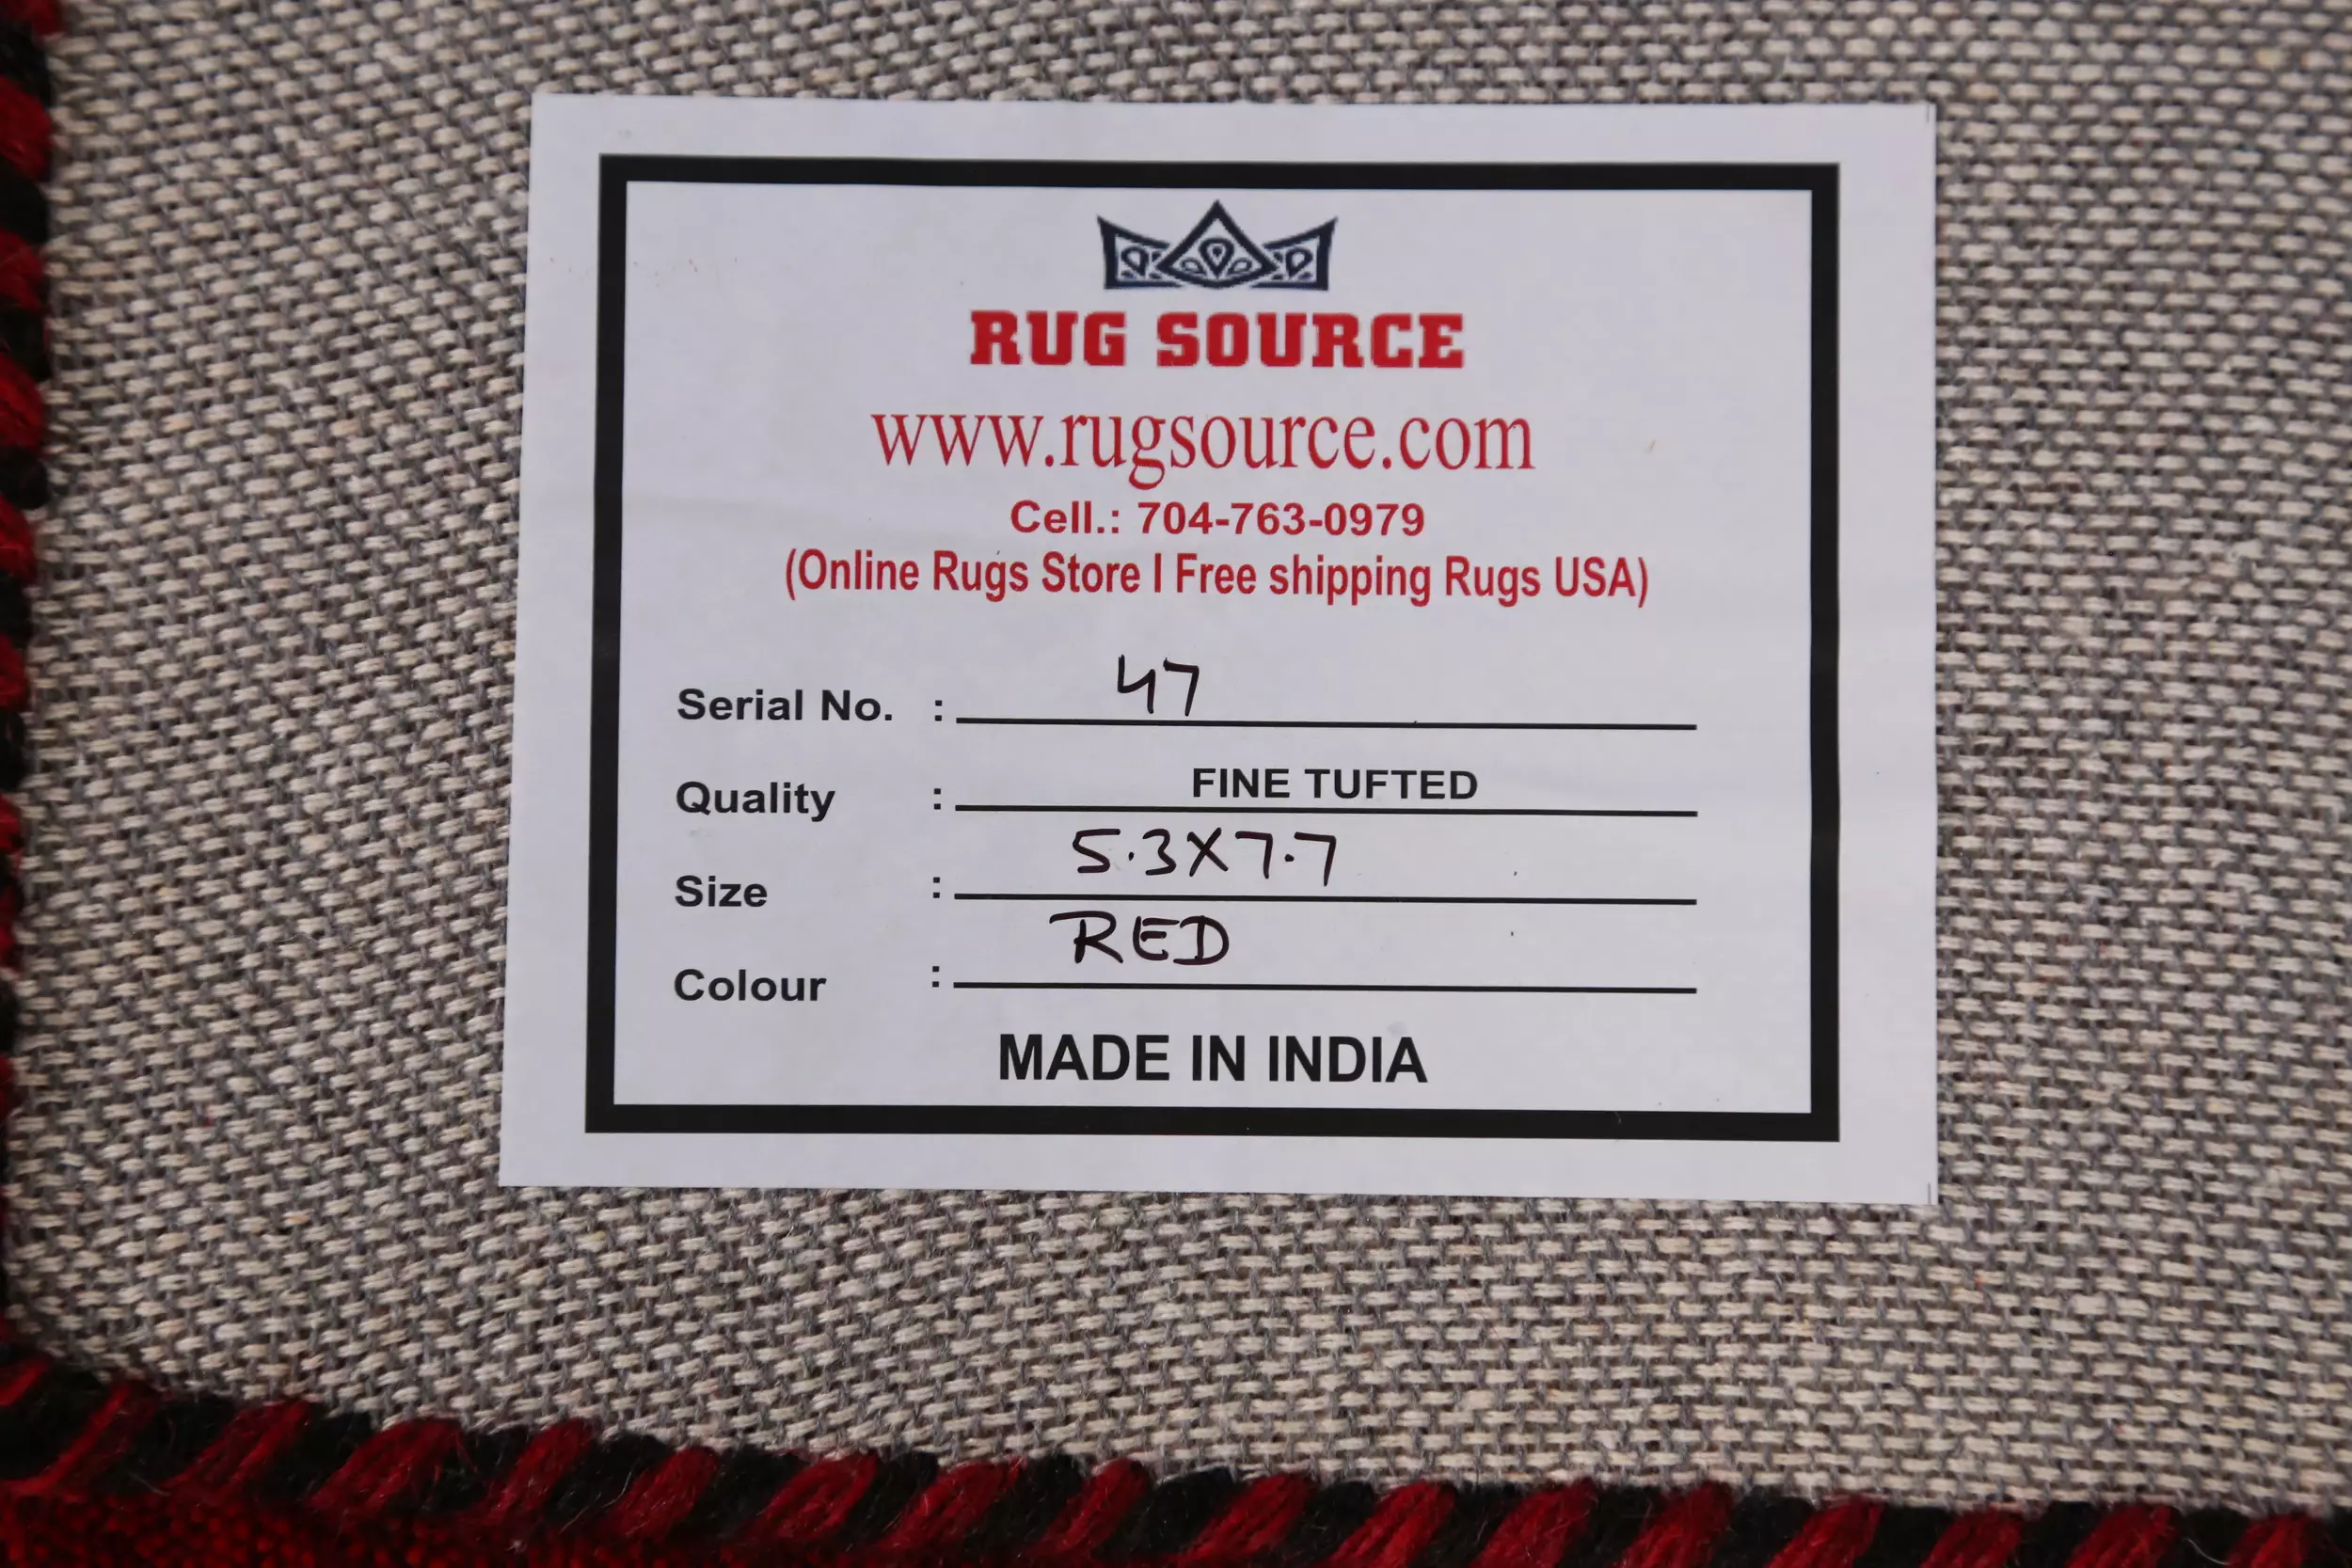 RUG SOURCE
www.rugsource.com
Cell.: 704-763-0979
(Online Rugs Store | Free shipping Rugs USA)
Serial No. : 47
Quality : FINE TUFTED
Size : 5.3X7.7
Colour : RED
MADE IN INDIA